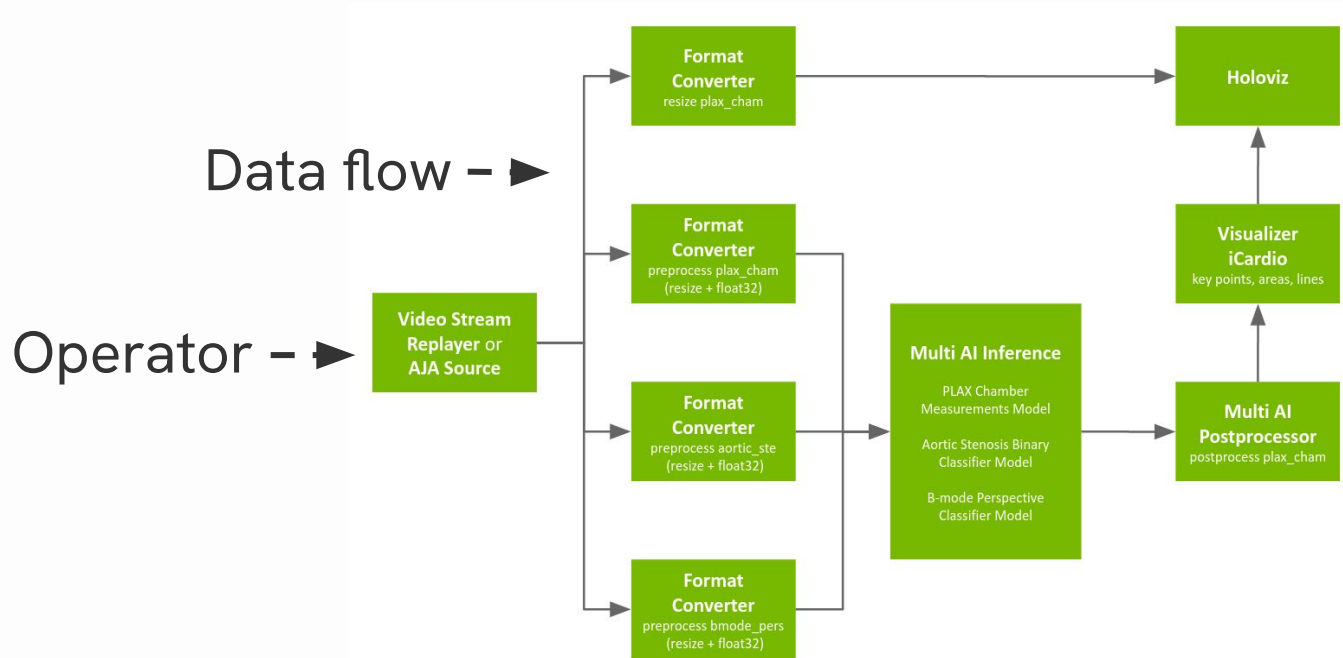 Data flow
Operator
Video Stream
Replayer or
AJA Source
Format
Converter
resize plax_cham
Format
Converter
preprocess plax_cham
(resize + float32)
Format
Converter
preprocess aortic_ste
(resize + float32)
Format
Converter
preprocess bmode_pers
(resize + float32)
Multi AI Inference
PLAX Chamber
Measurements Model
Aortic Stenosis Binary
Classifier Model
B-mode Perspective
Classifier Model
Multi AI
Postprocessor
postprocess plax_cham
Visualizer
iCardio
key points, areas, lines
Holoviz